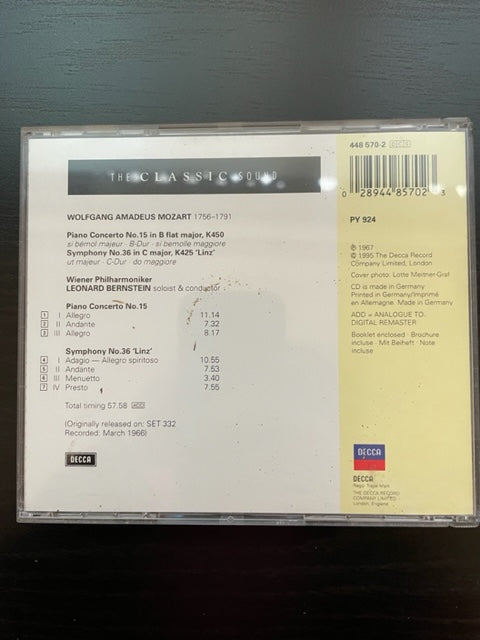 THE CLASSIC SOUND
WOLFGANG AMADEUS MOZART 1756–1791
Piano Concerto No.15 in B flat major, K450
si bémol majeur · B-Dur · si bemolle maggiore
Symphony No.36 in C major, K425 'Linz'
ut majeur · C-Dur · do maggiore
Wiener Philharmoniker
LEONARD BERNSTEIN soloist & conductor
Piano Concerto No.15
1 I Allegro 11.14
2 II Andante 7.32
3 III Allegro 8.17
Symphony No.36 'Linz'
4 I Adagio — Allegro spiritoso 10.55
5 II Andante 7.53
6 III Menuetto 3.40
7 IV Presto 7.55
Total timing 57.58 ADD
(Originally released on: SET 332
Recorded: March 1966)
DECCA
448 570-2
0 28944 85702 3
PY 924
℗ 1967
© 1995 The Decca Record
Company Limited, London
Cover photo: Lotte Meitner-Graf
CD is made in Germany
Printed in Germany/Imprimé
en Allemagne. Made in Germany
ADD = ANALOGUE TO
DIGITAL REMASTER
Booklet enclosed · Brochure
incluse · Mit Beiheft · Note
incluse
DECCA
DECCA
Regd. Trade Mark
THE DECCA RECORD
COMPANY LIMITED
London, England